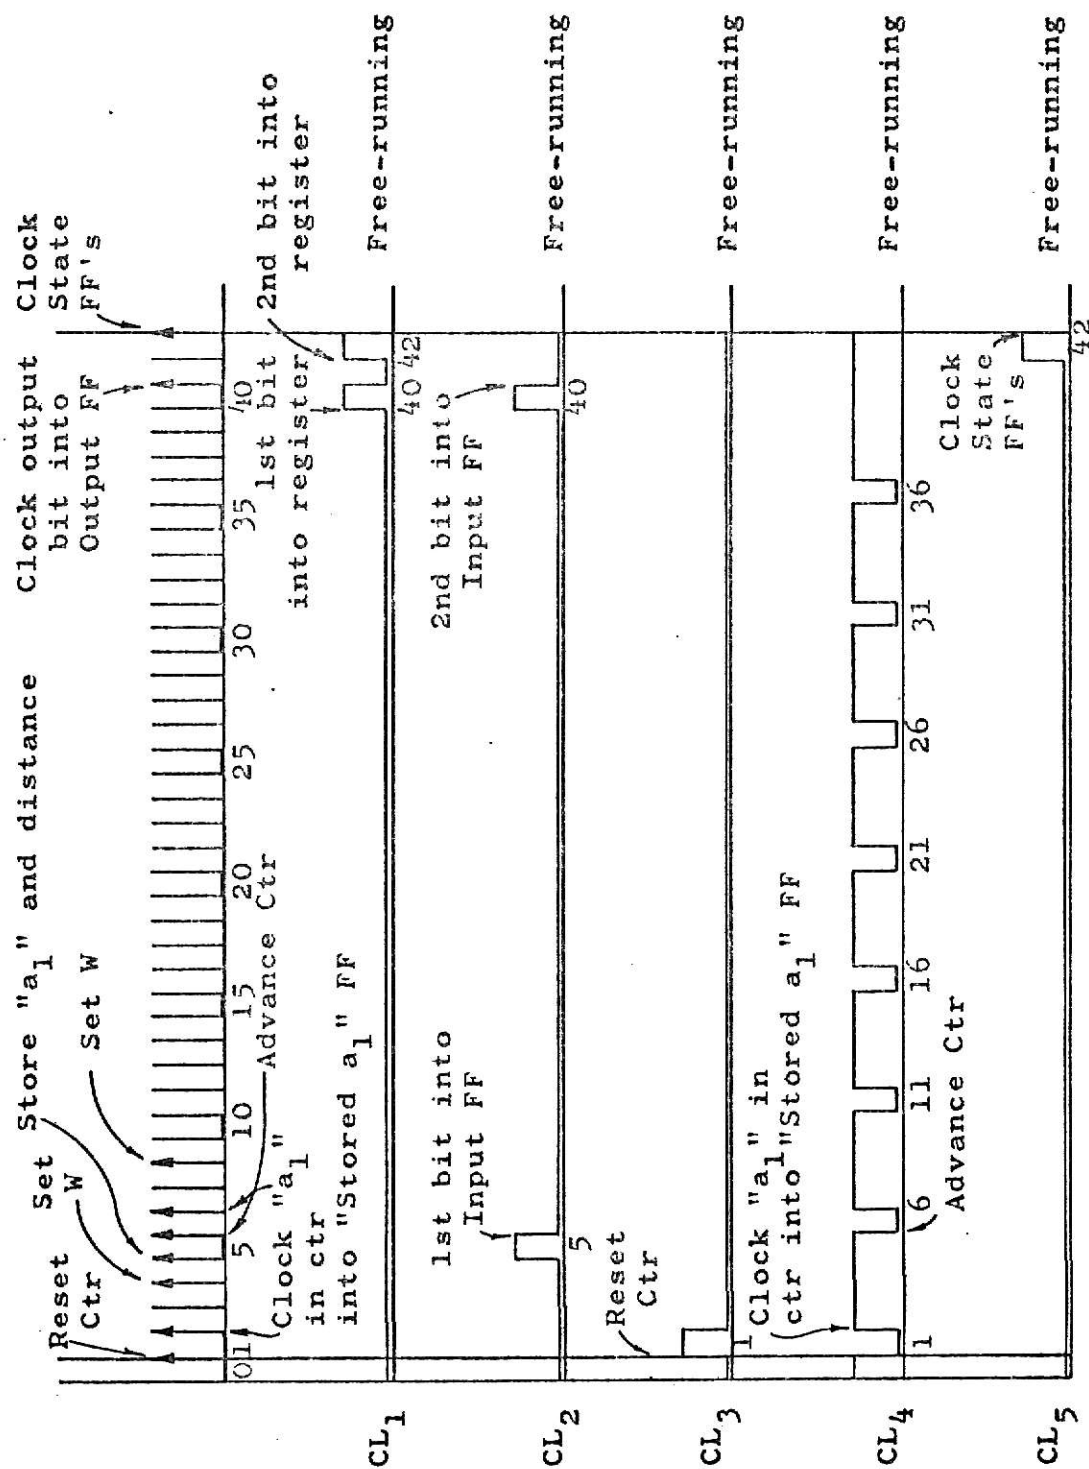 Reset
Ctr
Set
W
Store "a1" and distance
Set W
Clock output
bit into
Output FF
Clock
State
FF's
0 1 5 10 15 20 25 30 35 40
Clock "a1"
in ctr
into "Stored a1" FF
Advance Ctr
1st bit
into register
2nd bit into
register
CL1
40 42
Free-running
1st bit into
Input FF
2nd bit into
Input FF
CL2
5 40
Free-running
Reset
Ctr
CL3
1
Free-running
Clock "a1" in
ctr into "Stored a1" FF
CL4
1 6 11 16 21 26 31 36
Free-running
Advance Ctr
Clock
State
FF's
CL5
42
Free-running